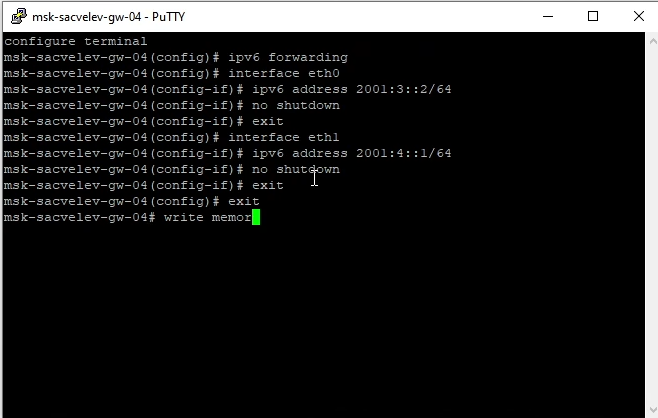 msk-sacvelev-gw-04 - PuTTY
configure terminal
msk-sacvelev-gw-04(config)# ipv6 forwarding
msk-sacvelev-gw-04(config)# interface eth0
msk-sacvelev-gw-04(config-if)# ipv6 address 2001:3::2/64
msk-sacvelev-gw-04(config-if)# no shutdown
msk-sacvelev-gw-04(config-if)# exit
msk-sacvelev-gw-04(config)# interface eth1
msk-sacvelev-gw-04(config-if)# ipv6 address 2001:4::1/64
msk-sacvelev-gw-04(config-if)# no shutdown
msk-sacvelev-gw-04(config-if)# exit
msk-sacvelev-gw-04(config)# exit
msk-sacvelev-gw-04# write memor